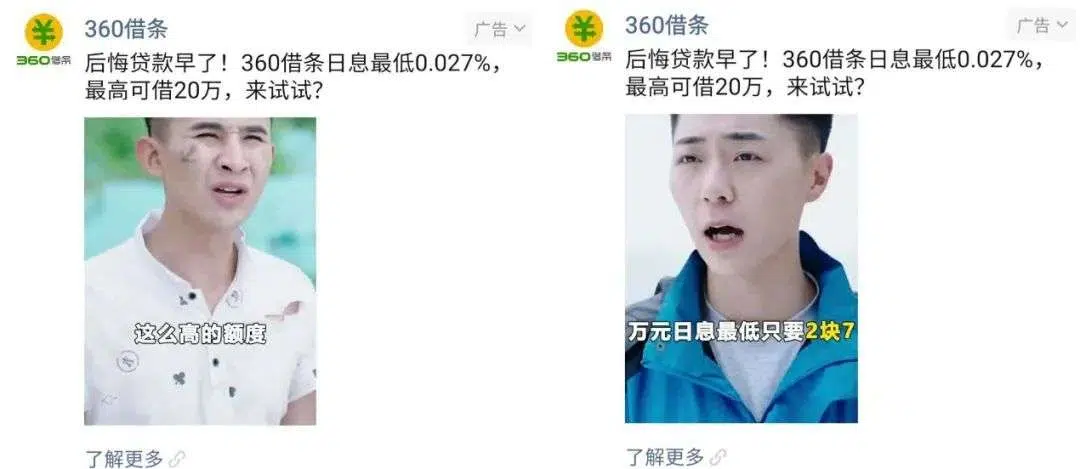 360借条
广告
360借条
后悔贷款早了！360借条日息最低0.027%，
最高可借20万，来试试？
这么高的额度
了解更多
360借条
广告
360借条
后悔贷款早了！360借条日息最低0.027%，
最高可借20万，来试试？
万元日息最低只要2块7
了解更多